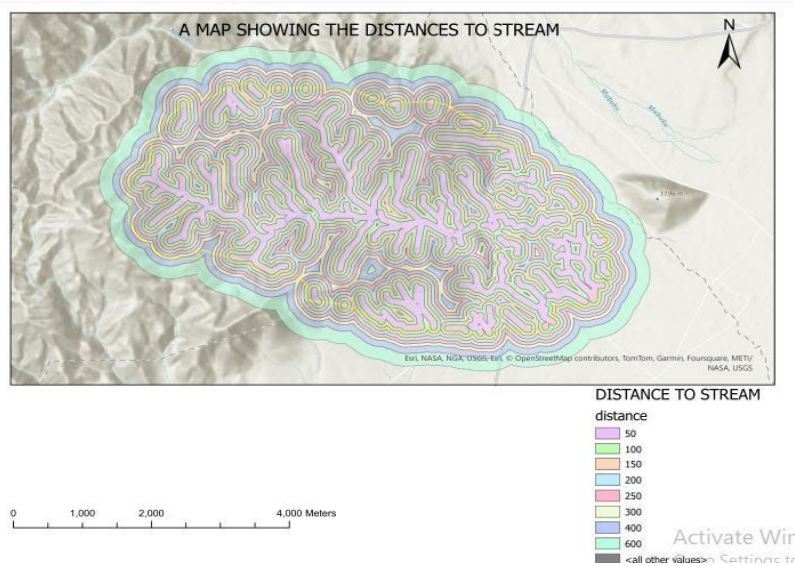 A MAP SHOWING THE DISTANCES TO STREAM
N
Esri, NASA, NGA, USGS, Esri, © OpenStreetMap contributors, TomTom, Garmin, Foursquare, METI/
NASA, USGS
DISTANCE TO STREAM
distance
50
100
150
200
250
300
400
600
<all other values>
0 1,000 2,000 4,000 Meters
Activate Win
Settings to